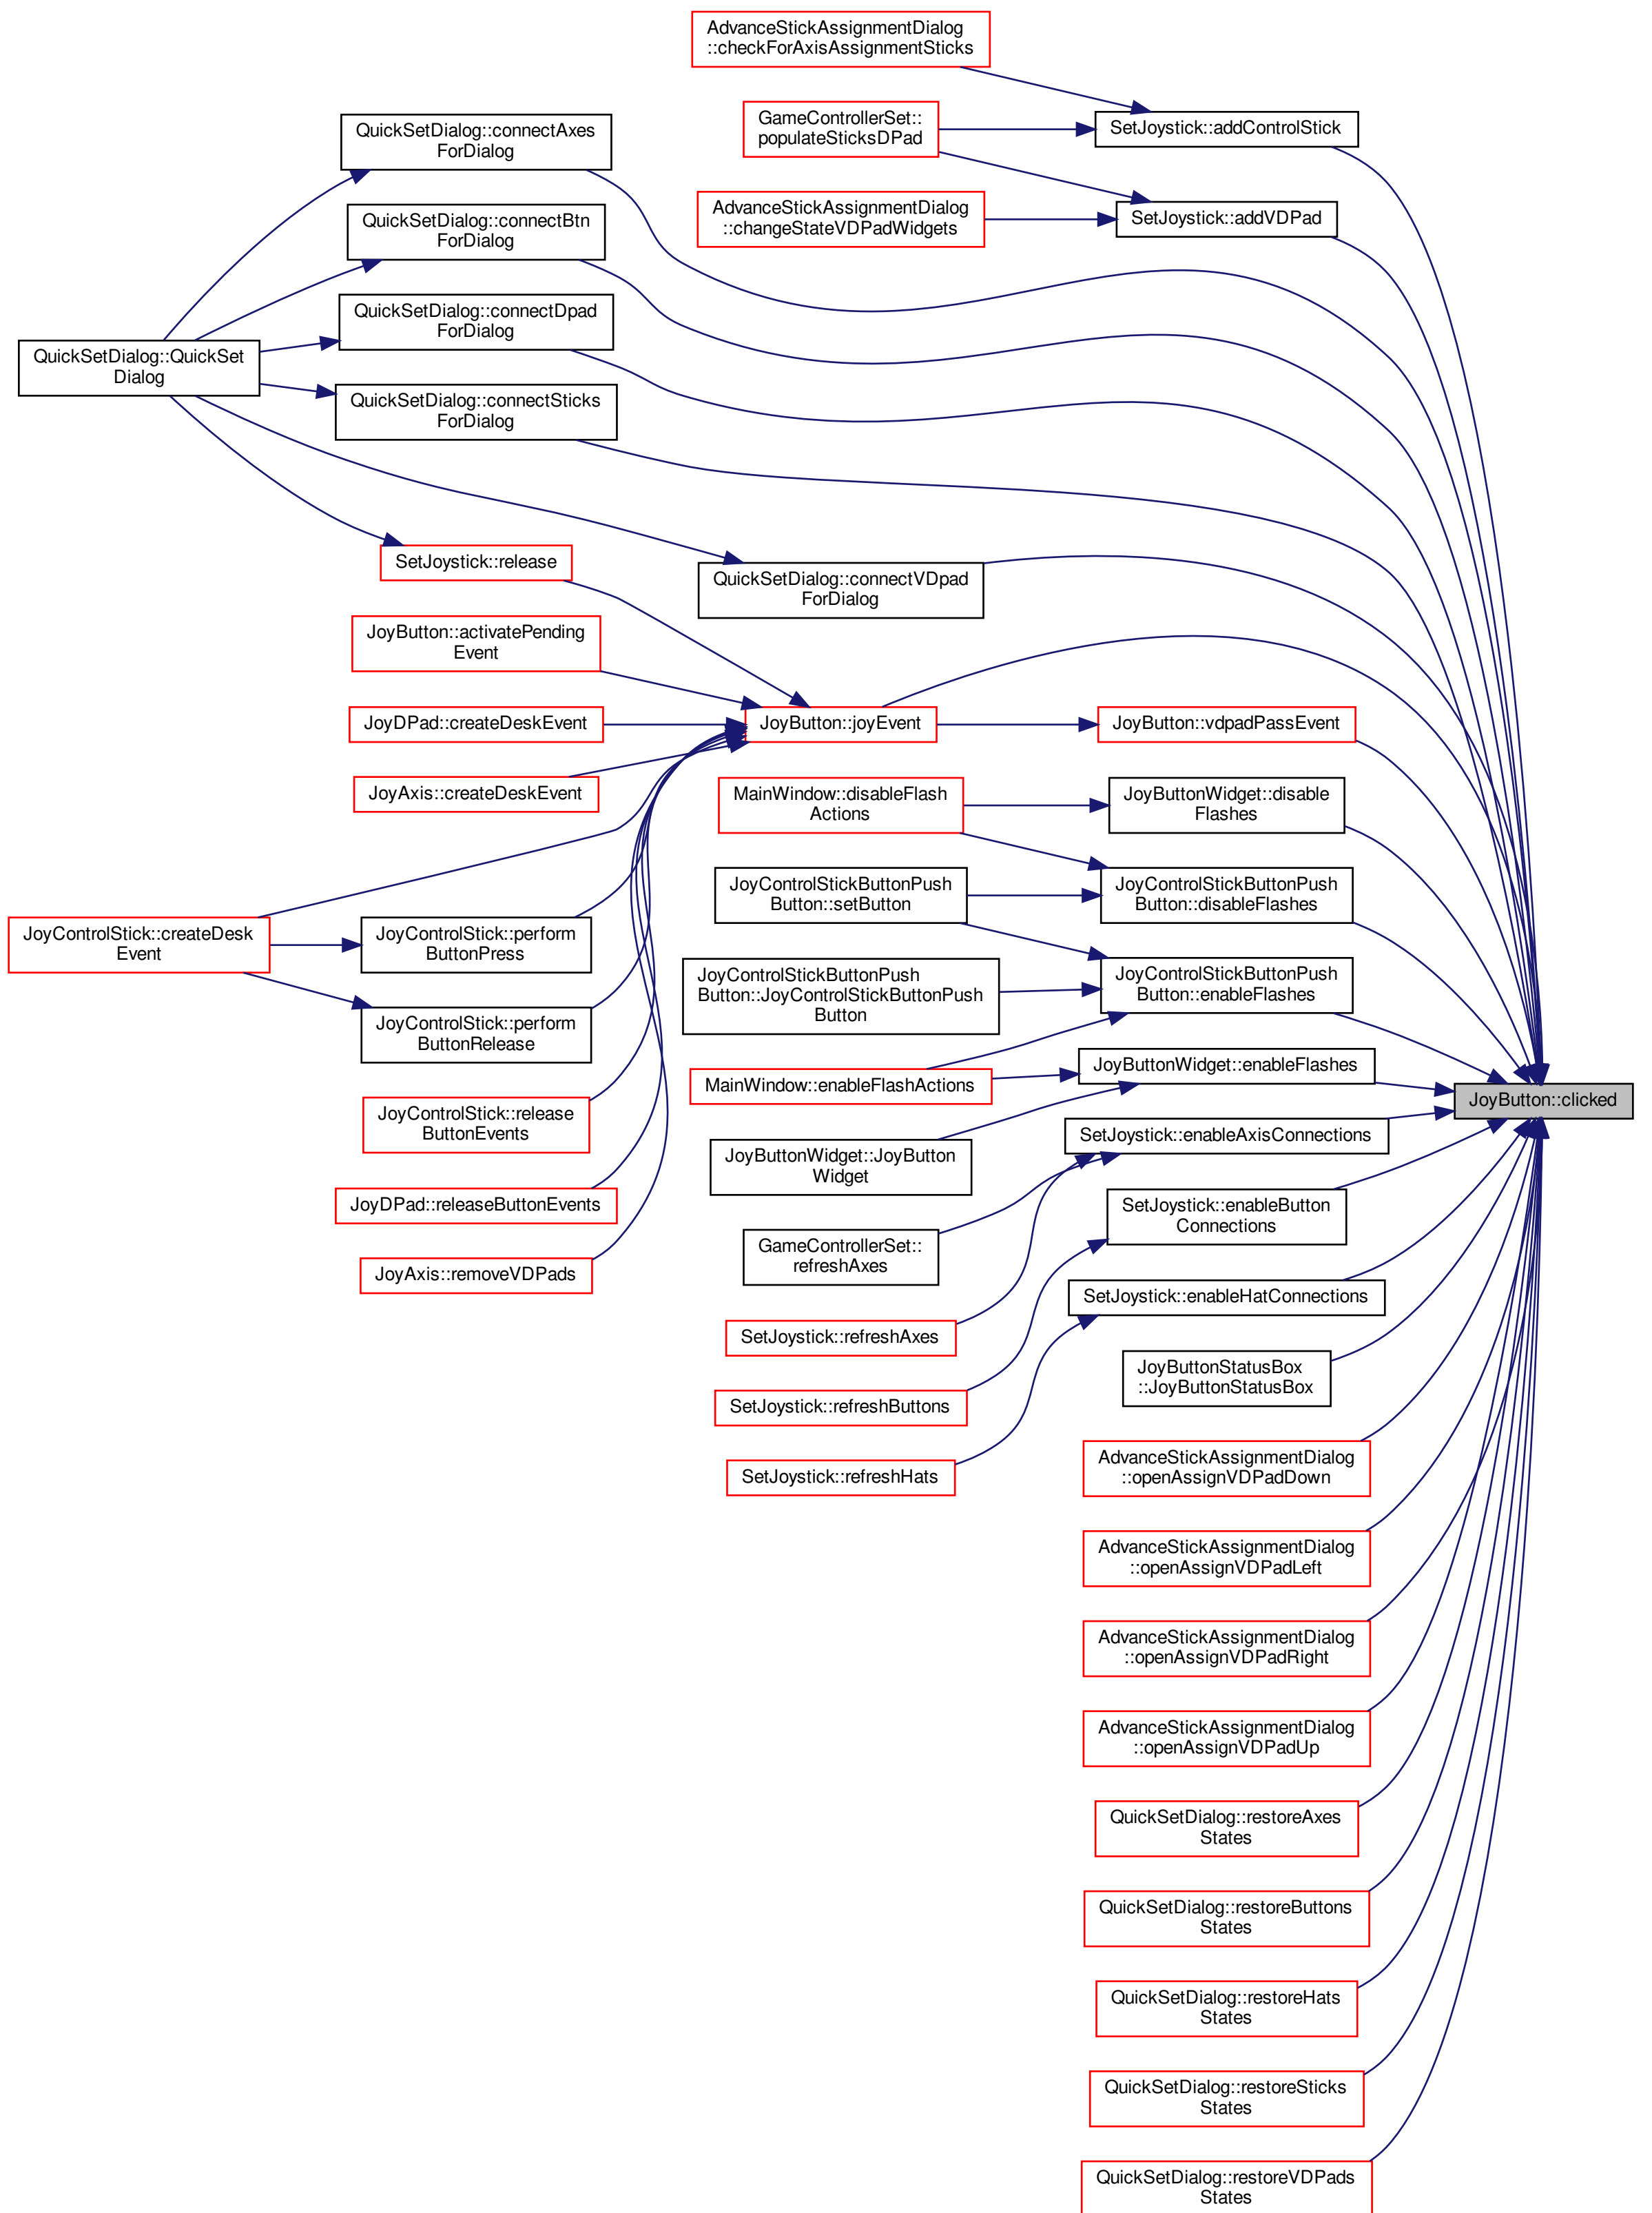 AdvanceStickAssignmentDialog
::checkForAxisAssignmentSticks
GameControllerSet::
populateSticksDPad
SetJoystick::addControlStick
QuickSetDialog::connectAxes
ForDialog
AdvanceStickAssignmentDialog
::changeStateVDPadWidgets
SetJoystick::addVDPad
QuickSetDialog::connectBtn
ForDialog
QuickSetDialog::connectDpad
ForDialog
QuickSetDialog::QuickSet
Dialog
QuickSetDialog::connectSticks
ForDialog
SetJoystick::release
QuickSetDialog::connectVDpad
ForDialog
JoyButton::activatePending
Event
JoyDPad::createDeskEvent
JoyButton::joyEvent
JoyButton::vdpadPassEvent
JoyAxis::createDeskEvent
MainWindow::disableFlash
Actions
JoyButtonWidget::disable
Flashes
JoyControlStickButtonPush
Button::setButton
JoyControlStickButtonPush
Button::disableFlashes
JoyControlStick::createDesk
Event
JoyControlStick::perform
ButtonPress
JoyControlStickButtonPush
Button::JoyControlStickButtonPush
Button
JoyControlStickButtonPush
Button::enableFlashes
JoyControlStick::perform
ButtonRelease
MainWindow::enableFlashActions
JoyButtonWidget::enableFlashes
JoyButton::clicked
JoyControlStick::release
ButtonEvents
JoyButtonWidget::JoyButton
Widget
SetJoystick::enableAxisConnections
JoyDPad::releaseButtonEvents
SetJoystick::enableButton
Connections
GameControllerSet::
refreshAxes
JoyAxis::removeVDPads
SetJoystick::enableHatConnections
SetJoystick::refreshAxes
JoyButtonStatusBox
::JoyButtonStatusBox
SetJoystick::refreshButtons
SetJoystick::refreshHats
AdvanceStickAssignmentDialog
::openAssignVDPadDown
AdvanceStickAssignmentDialog
::openAssignVDPadLeft
AdvanceStickAssignmentDialog
::openAssignVDPadRight
AdvanceStickAssignmentDialog
::openAssignVDPadUp
QuickSetDialog::restoreAxes
States
QuickSetDialog::restoreButtons
States
QuickSetDialog::restoreHats
States
QuickSetDialog::restoreSticks
States
QuickSetDialog::restoreVDPads
States